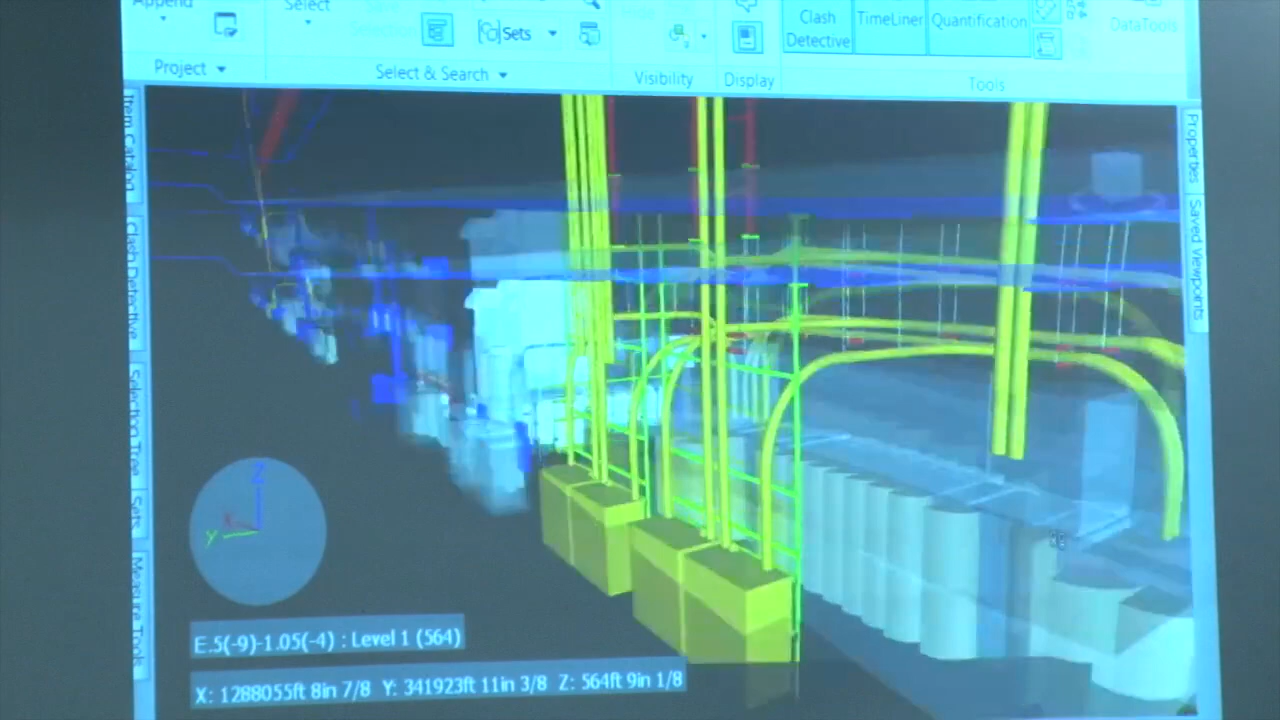 Append
Select
Selection
Sets
Clash
Detective
TimeLiner
Quantification
DataTools
Project
Select & Search
Visibility
Display
Tools
Item Catalog
Clash Detective
Selection Tree
Sets
Measure Tools
Properties
Saved Viewpoints
Z
X
Y
E.5(-9)-1.05(-4) : Level 1 (564)
X: 1288055ft 8in 7/8 Y: 341923ft 11in 3/8 Z: 564ft 9in 1/8